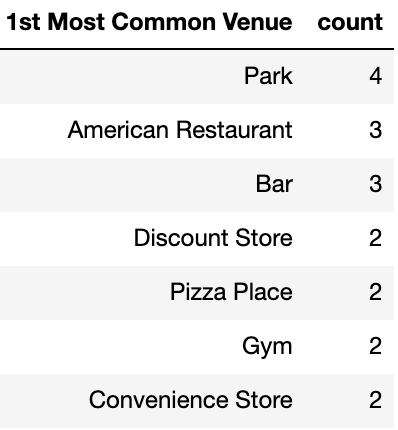 1st Most Common Venue count
Park 4
American Restaurant 3
Bar 3
Discount Store 2
Pizza Place 2
Gym 2
Convenience Store 2